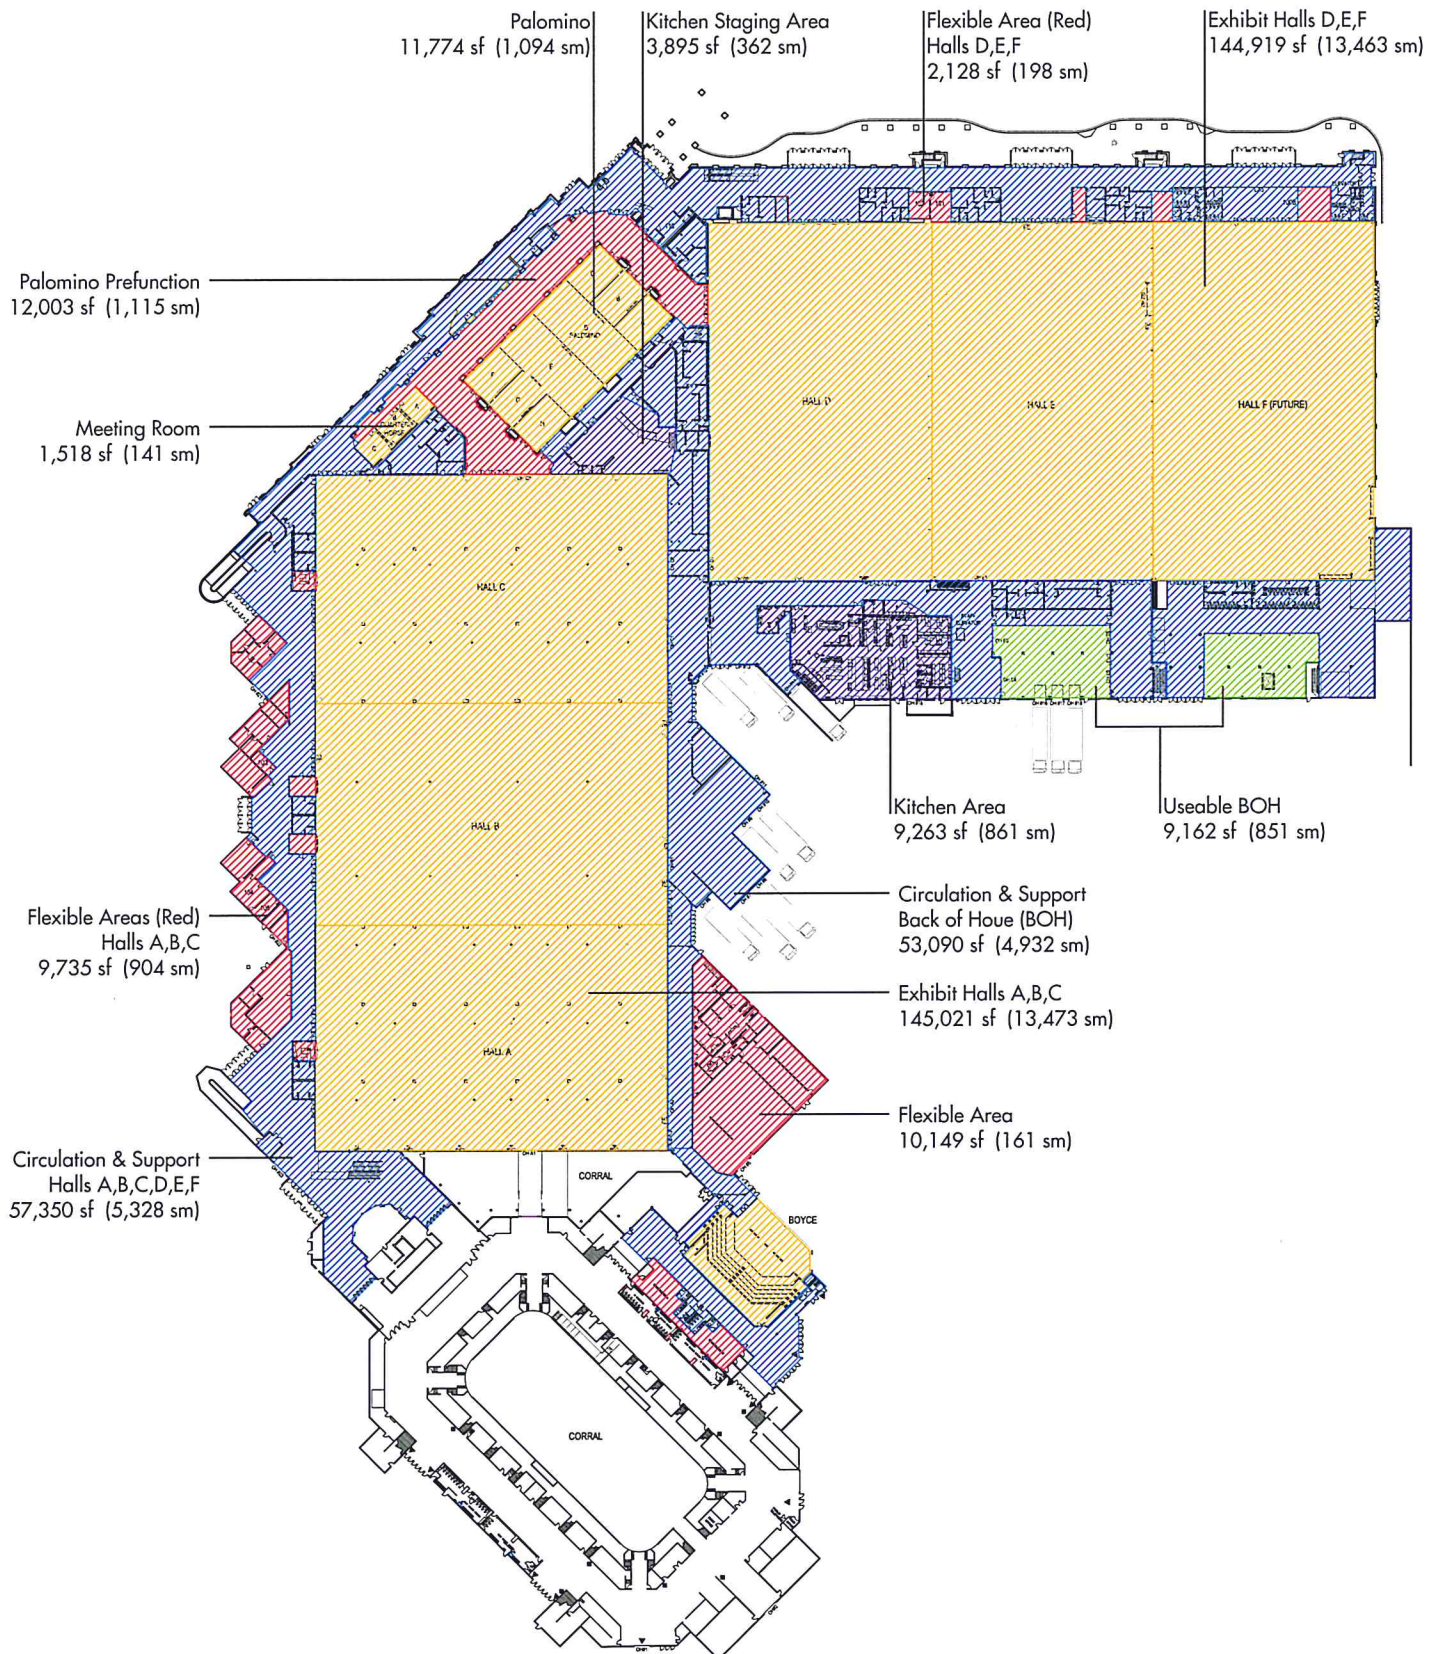 Palomino
11,774 sf (1,094 sm)
Kitchen Staging Area
3,895 sf (362 sm)
Flexible Area (Red)
Halls D,E,F
2,128 sf (198 sm)
Exhibit Halls D,E,F
144,919 sf (13,463 sm)
Palomino Prefunction
12,003 sf (1,115 sm)
Meeting Room
1,518 sf (141 sm)
HALL D
HALL E
HALL F (FUTURE)
HALL C
HALL B
HALL A
Kitchen Area
9,263 sf (861 sm)
Useable BOH
9,162 sf (851 sm)
Circulation & Support
Back of Houe (BOH)
53,090 sf (4,932 sm)
Flexible Areas (Red)
Halls A,B,C
9,735 sf (904 sm)
Exhibit Halls A,B,C
145,021 sf (13,473 sm)
Flexible Area
10,149 sf (161 sm)
Circulation & Support
Halls A,B,C,D,E,F
57,350 sf (5,328 sm)
CORRAL
BOYCE
CORRAL